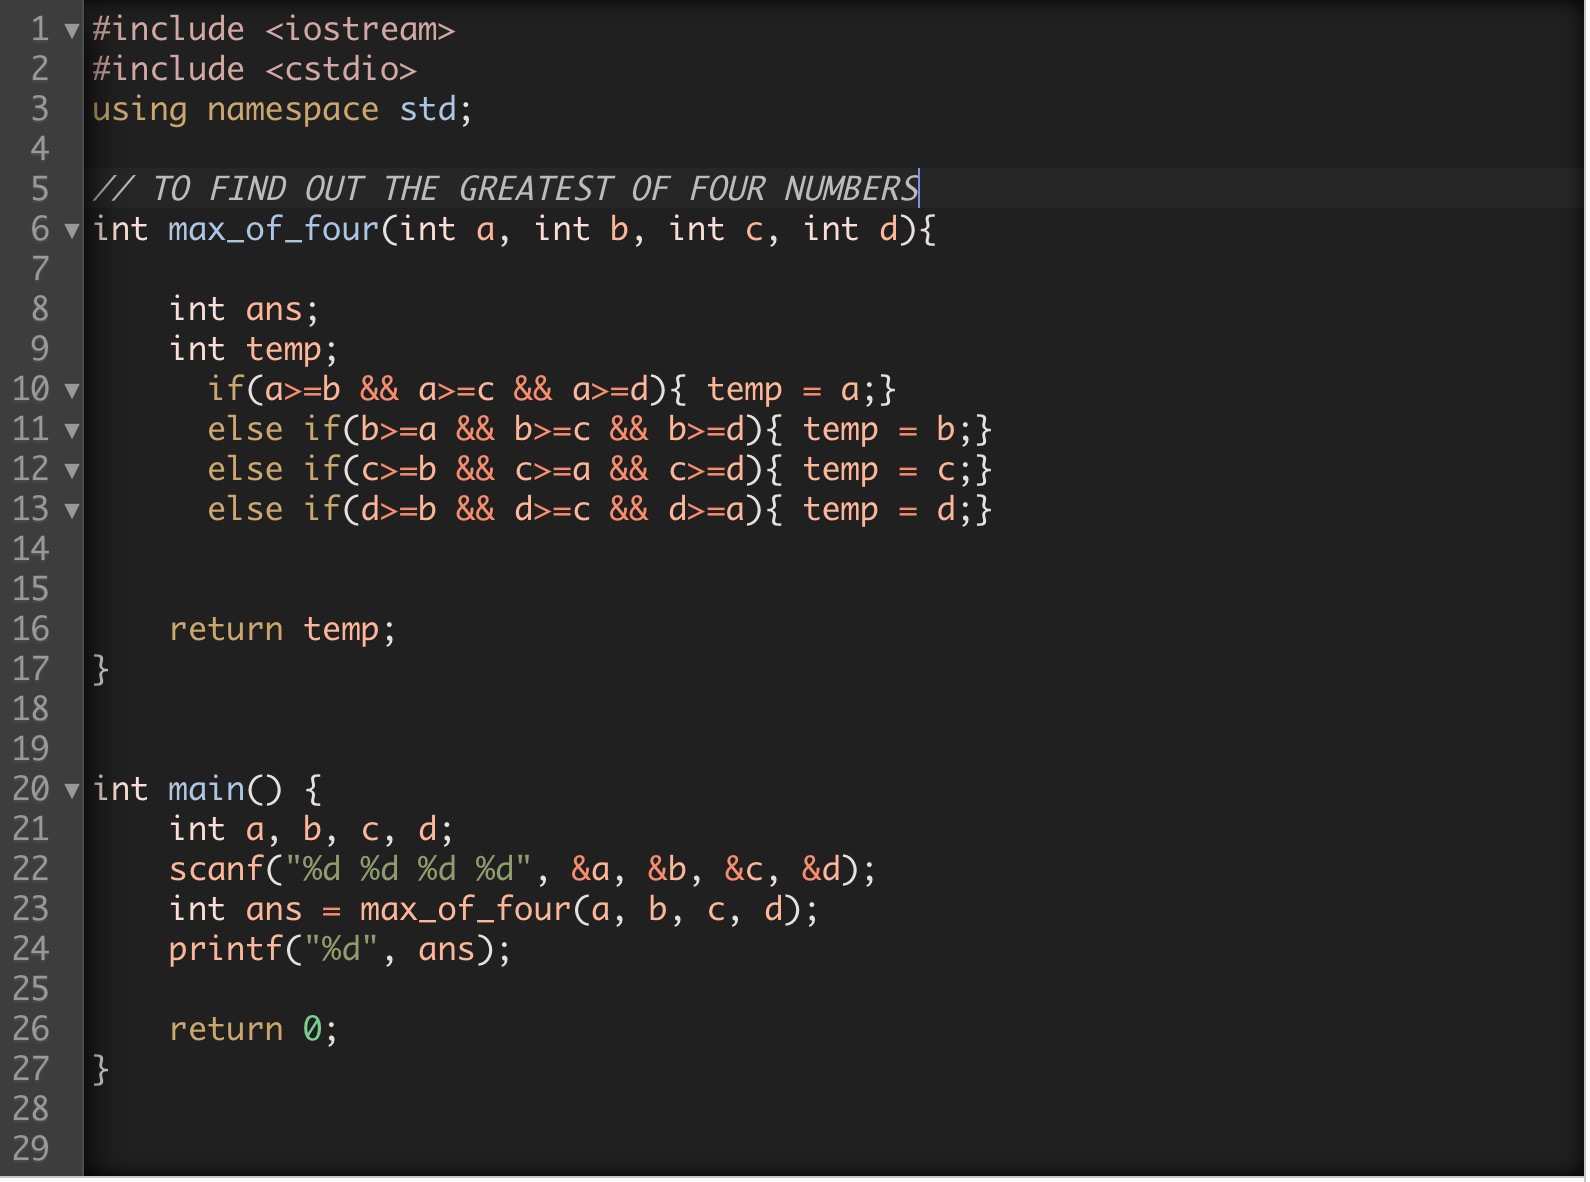 1 #include <iostream>
2 #include <cstdio>
3 using namespace std;
4
5 // TO FIND OUT THE GREATEST OF FOUR NUMBERS
6 int max_of_four(int a, int b, int c, int d){
7
8     int ans;
9     int temp;
10       if(a>=b && a>=c && a>=d){ temp = a;}
11       else if(b>=a && b>=c && b>=d){ temp = b;}
12       else if(c>=b && c>=a && c>=d){ temp = c;}
13       else if(d>=b && d>=c && d>=a){ temp = d;}
14
15
16     return temp;
17 }
18
19
20 int main() {
21     int a, b, c, d;
22     scanf("%d %d %d %d", &a, &b, &c, &d);
23     int ans = max_of_four(a, b, c, d);
24     printf("%d", ans);
25
26     return 0;
27 }
28
29